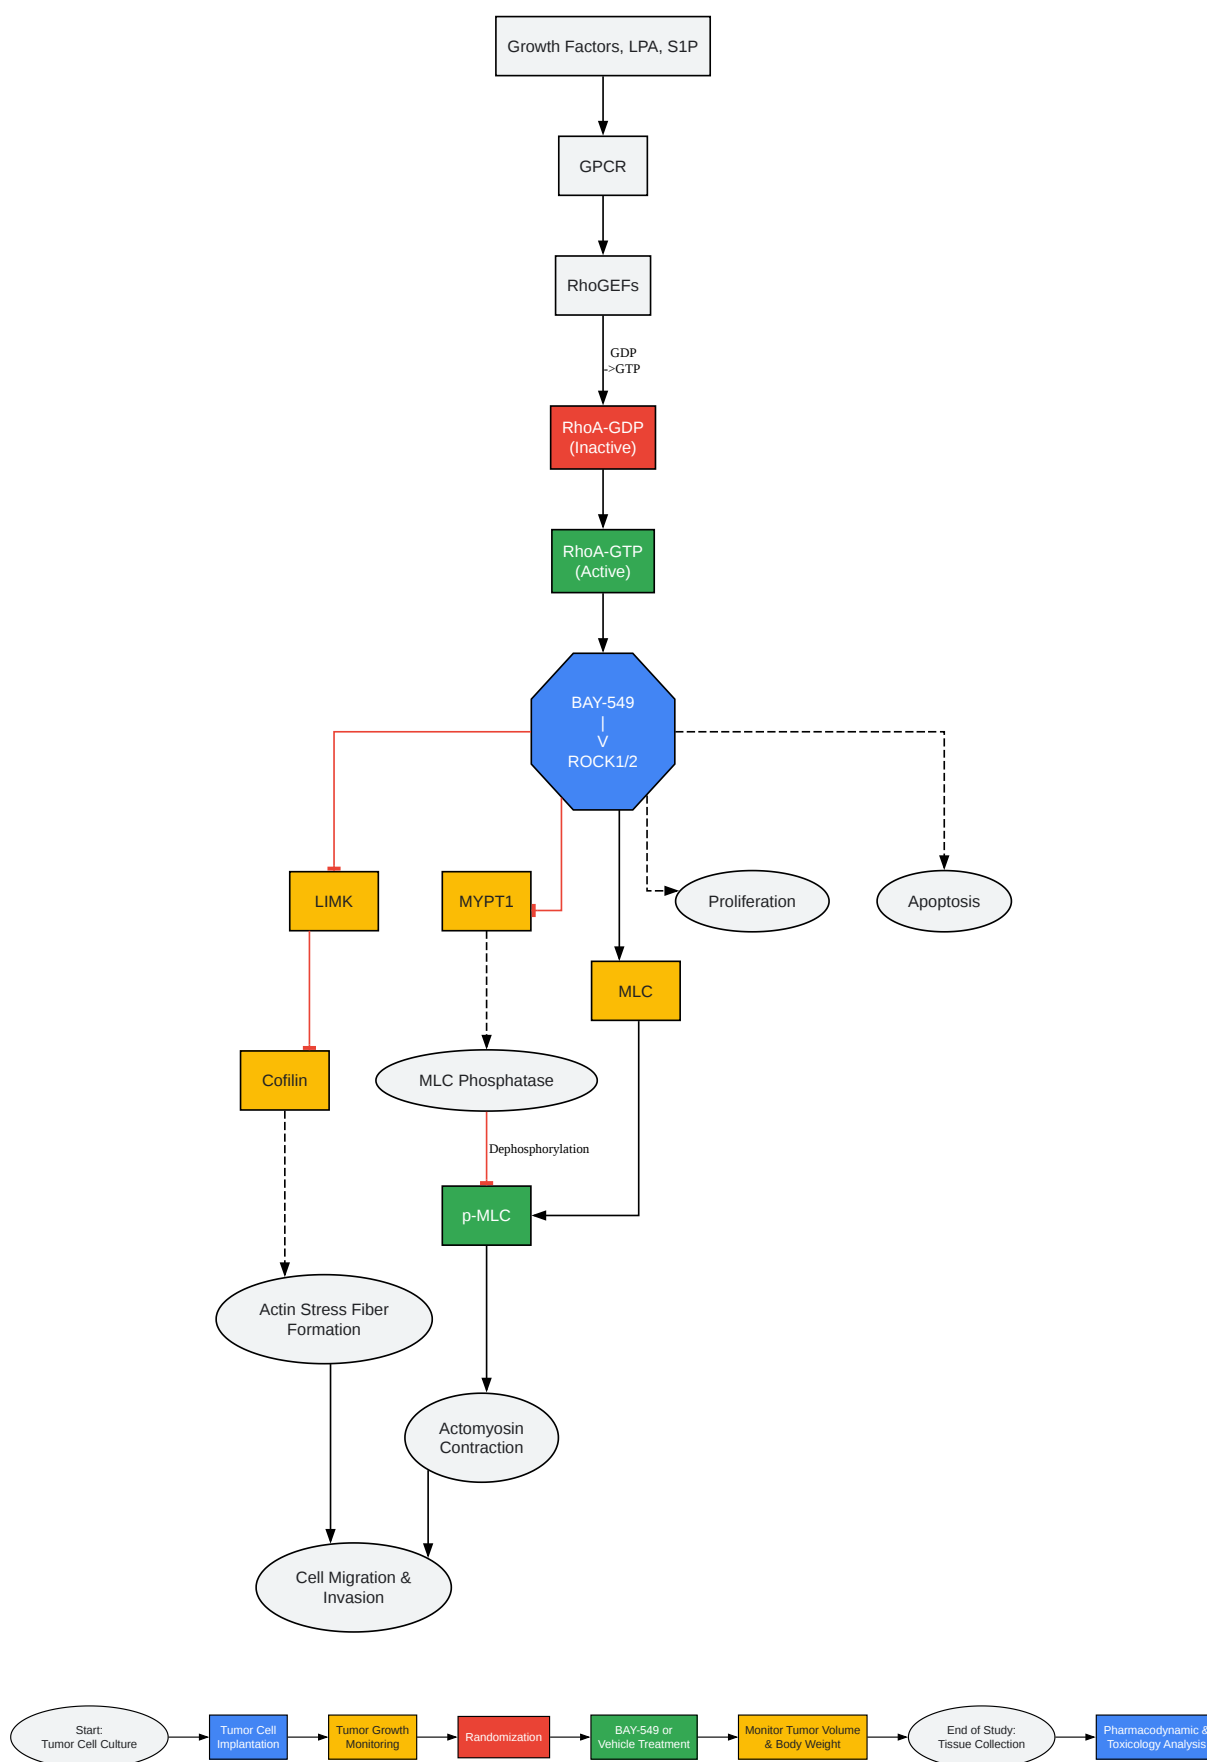 Growth Factors, LPA, S1P
GPCR
RhoGEFs
GDP
->GTP
RhoA-GDP
(Inactive)
RhoA-GTP
(Active)
BAY-549
|
V
ROCK1/2
LIMK
MYPT1
Proliferation
Apoptosis
MLC
Cofilin
MLC Phosphatase
Dephosphorylation
p-MLC
Actin Stress Fiber
Formation
Actomyosin
Contraction
Cell Migration &
Invasion
Start:
Tumor Cell Culture
Tumor Cell
Implantation
Tumor Growth
Monitoring
Randomization
BAY-549 or
Vehicle Treatment
Monitor Tumor Volume
& Body Weight
End of Study:
Tissue Collection
Pharmacodynamic &
Toxicology Analysis